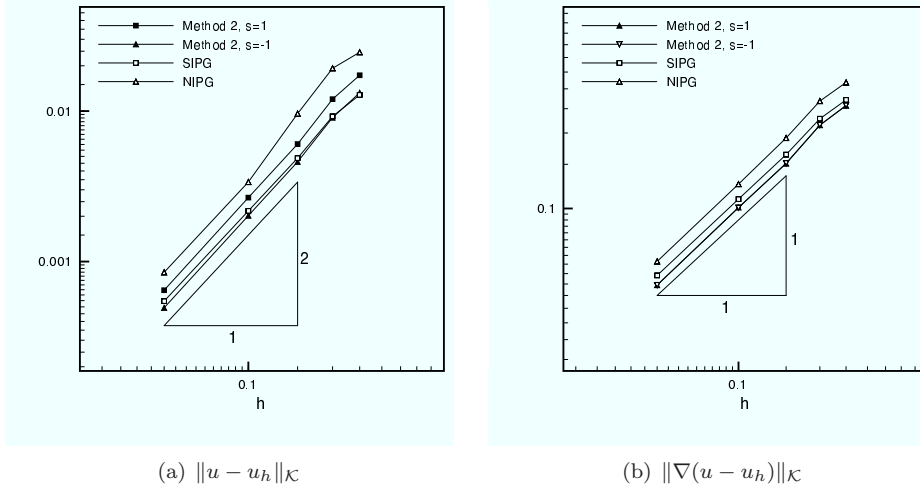 Method 2, s=1
Method 2, s=-1
SIPG
NIPG
0.01
0.001
2
1
0.1
h
(a) ‖u − u_h‖_𝒦
Method 2, s=1
Method 2, s=-1
SIPG
NIPG
0.1
1
1
0.1
h
(b) ‖∇(u − u_h)‖_𝒦